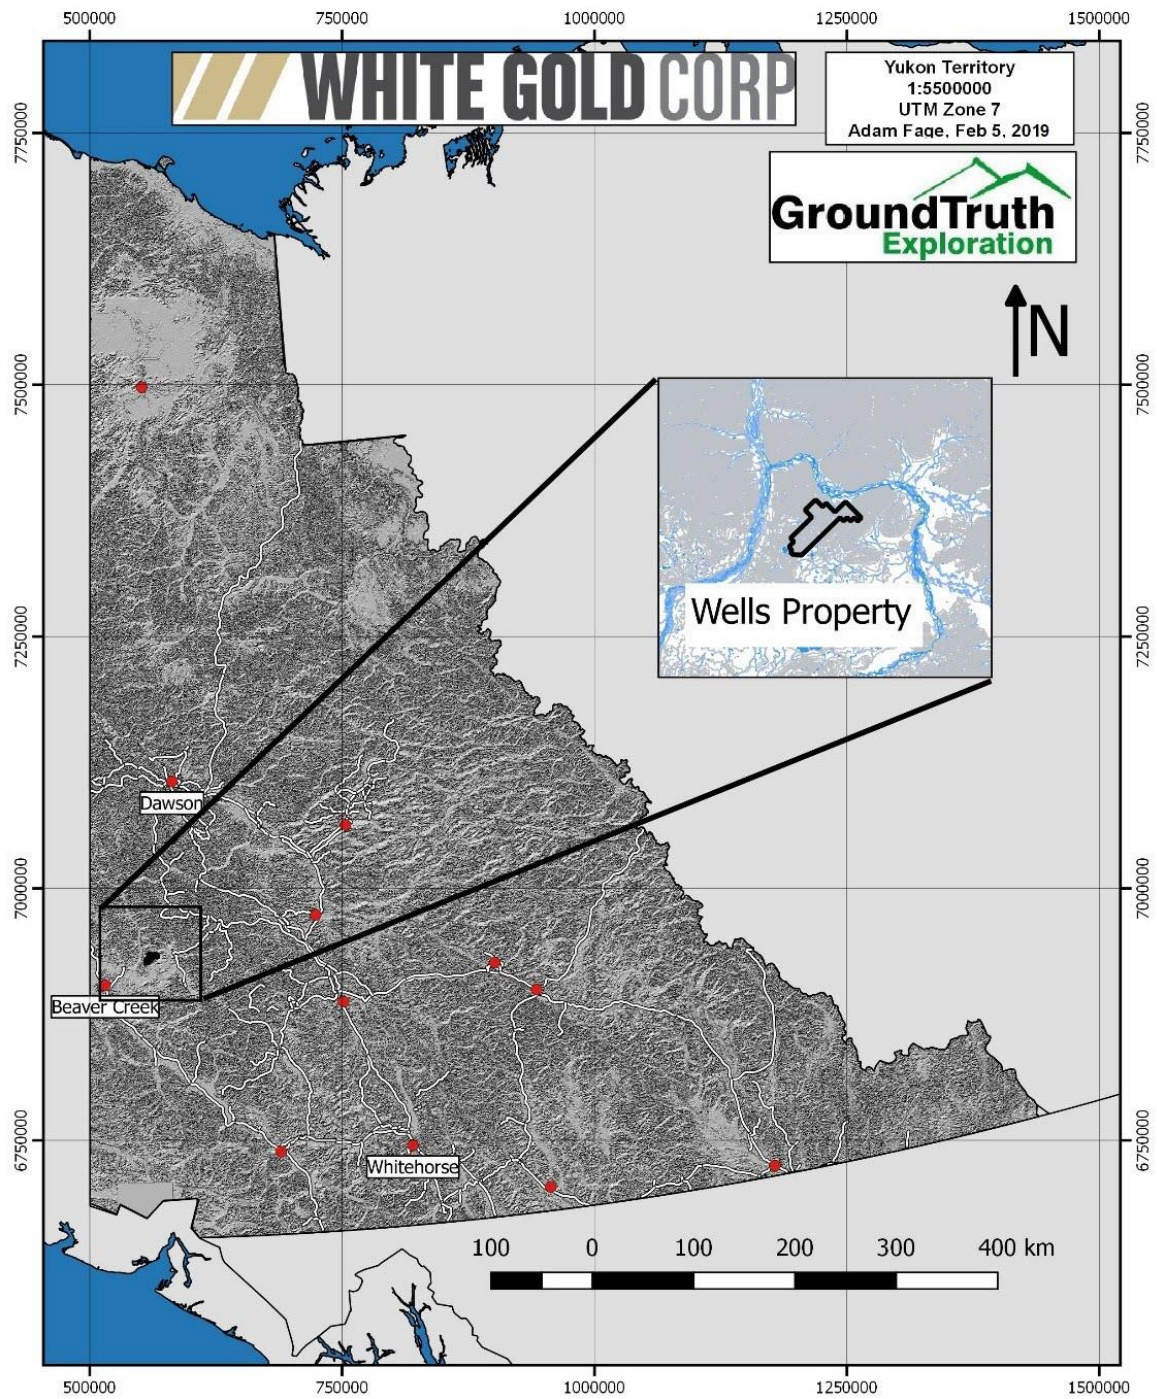 500000 750000 1000000 1250000 1500000
WHITE GOLD CORP
Yukon Territory
1:5500000
UTM Zone 7
Adam Fage, Feb 5, 2019
7750000 7750000
GroundTruth
Exploration
N
7500000 7500000
Wells Property
7250000 7250000
Dawson
7000000 7000000
Beaver Creek
6750000 6750000
Whitehorse
100 0 100 200 300 400 km
500000 750000 1000000 1250000 1500000